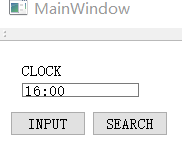 MainWindow
CLOCK
16:00
INPUT SEARCH